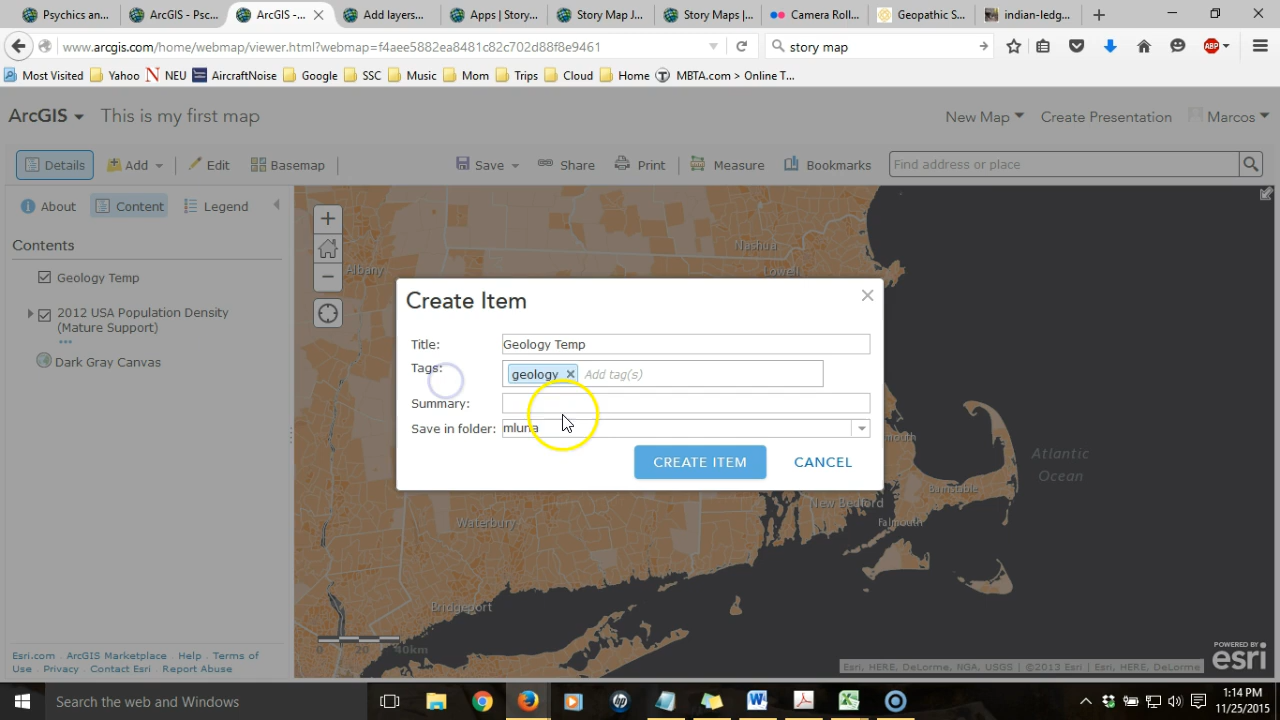 Psychics an...
ArcGIS - Psc...
ArcGIS -...
Add layers...
Apps | Story...
Story Map J...
Story Maps |...
Camera Roll...
Geopathic S...
indian-ledg...
www.arcgis.com/home/webmap/viewer.html?webmap=f4aee5882ea8481c82c702d88f8e9461
story map
ABP
Most Visited Yahoo NEU AircraftNoise Google SSC Music Mom Trips Cloud Home MBTA.com > Online T...
ArcGIS This is my first map
New Map Create Presentation Marcos
Details Add Edit Basemap Save Share Print Measure Bookmarks Find address or place
About Content Legend
Contents
Geology Temp
2012 USA Population Density
(Mature Support)
Dark Gray Canvas
Albany
Nashua
Lowell
Create Item
Title: Geology Temp
Tags: geology Add tag(s)
Summary:
Save in folder: mluna
CREATE ITEM CANCEL
Atlantic
Ocean
Barnstable
New Bedford
Falmouth
Waterbury
Bridgeport
0 20 40km
Esri.com · ArcGIS Marketplace · Help · Terms of
Use · Privacy · Contact Esri · Report Abuse
Esri, HERE, DeLorme, NGA, USGS | ©2013 Esri | Esri, HERE, DeLorme
POWERED BY
esri
Search the web and Windows
1:14 PM
11/25/2015